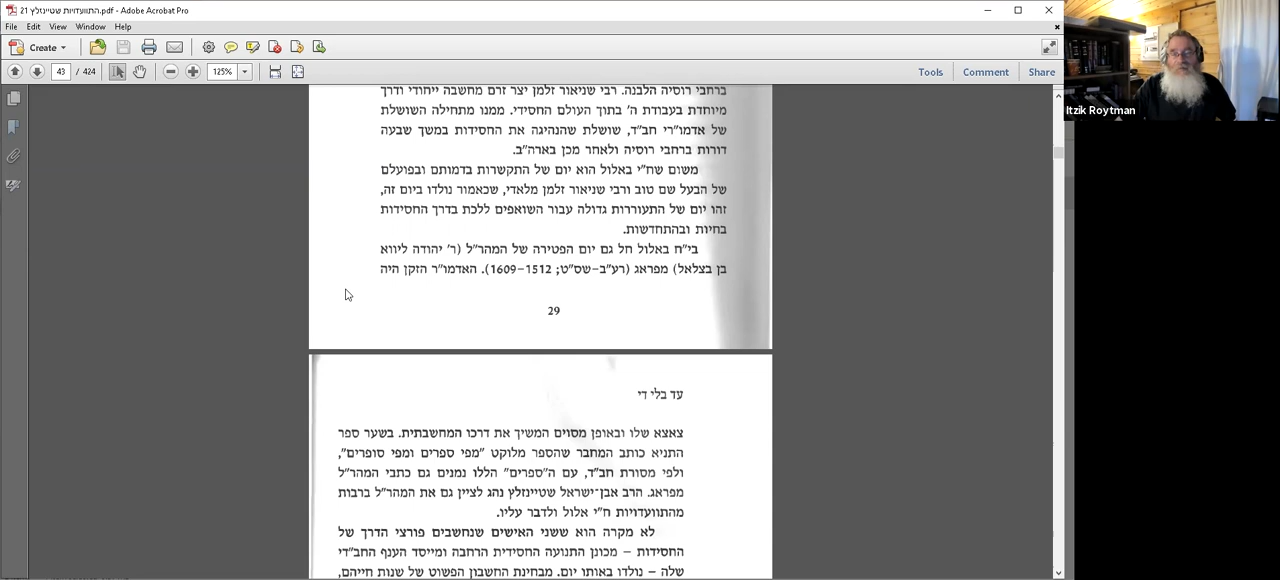 התוועדויות שטיינזלץ 21.pdf - Adobe Acrobat Pro
File Edit View Window Help
Create
43 / 424
125%
Tools Comment Share
Itzik Roytman
ברחבי רוסיה הלבנה. רבי שניאור זלמן יצר זרם מחשבה ייחודי ודרך
מיוחדת בעבודת ה' בתוך העולם החסידי. ממנו מתחילה השושלת
של אדמו"רי חב"ד, שושלת שהנהיגה את החסידות במשך שבעה
דורות ברחבי רוסיה ולאחר מכן בארה"ב.
משום שח"י באלול הוא יום של התקשרות בדמותם ובפועלם
של הבעל שם טוב ורבי שניאור זלמן מלאדי, שכאמור נולדו ביום זה,
זהו יום של התעוררות גדולה עבור השואפים ללכת בדרך החסידות
בחיות ובהתחדשות.
בי"ח באלול חל גם יום הפטירה של המהר"ל (ר' יהודה ליווא
בן בצלאל) מפראג (רע"ב–שס"ט; 1512–1609). האדמו"ר הזקן היה
29
עד בלי די
צאצא שלו ובאופן מסוים המשיך את דרכו המחשבתית. בשער ספר
התניא כותב המחבר שהספר מלוקט "מפי ספרים ומפי סופרים",
ולפי מסורת חב"ד, עם ה"ספרים" הללו נמנים גם כתבי המהר"ל
מפראג. הרב אבן־ישראל שטיינזלץ נהג לציין גם את המהר"ל ברבות
מהתוועדויות ח"י אלול ולדבר עליו.
לא מקרה הוא ששני האישים שנחשבים פורצי הדרך של
החסידות – מכונן התנועה החסידית הרחבה ומייסד הענף החב"די
שלה – נולדו באותו יום. מבחינת החשבון הפשוט של שנות חייהם,